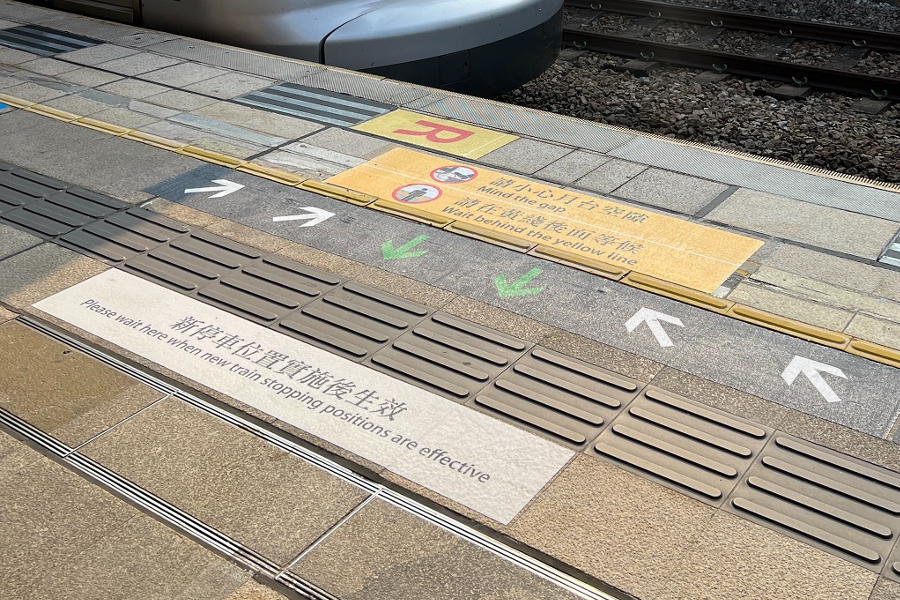 R
請小心月台空隙
Mind the gap
請在黃綫後面等候
Wait behind the yellow line
新停車位置實施後生效
Please wait here when new train stopping positions are effective